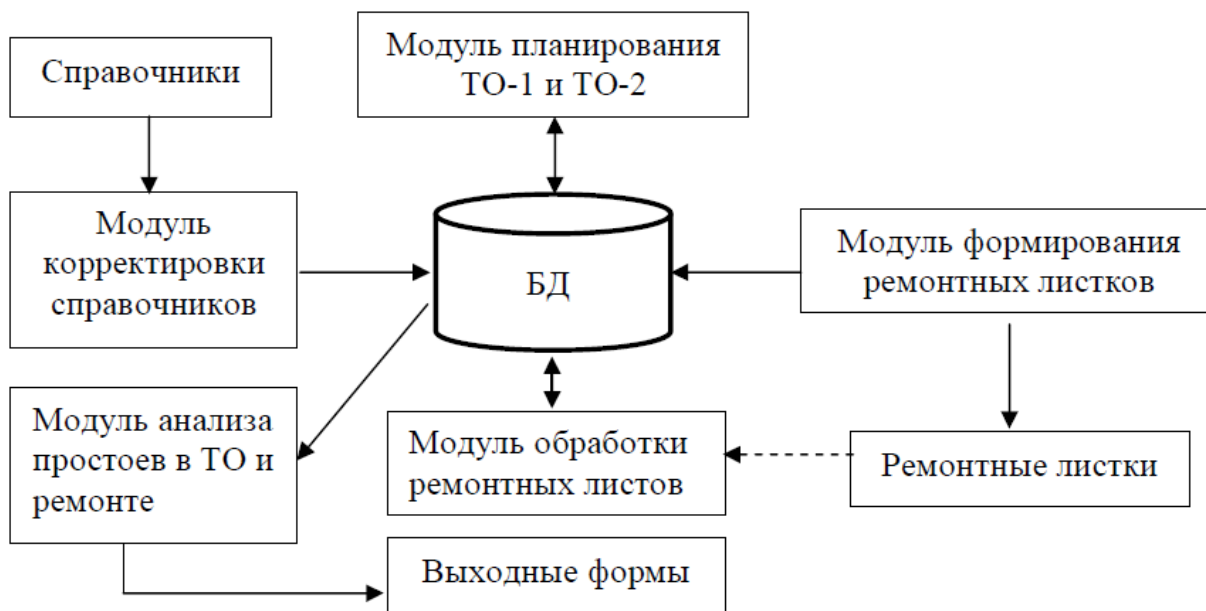 Справочники
Модуль планирования
ТО-1 и ТО-2
Модуль
корректировки
справочников
БД
Модуль формирования
ремонтных листков
Модуль анализа
простоев в ТО и
ремонте
Модуль обработки
ремонтных листов
Ремонтные листки
Выходные формы